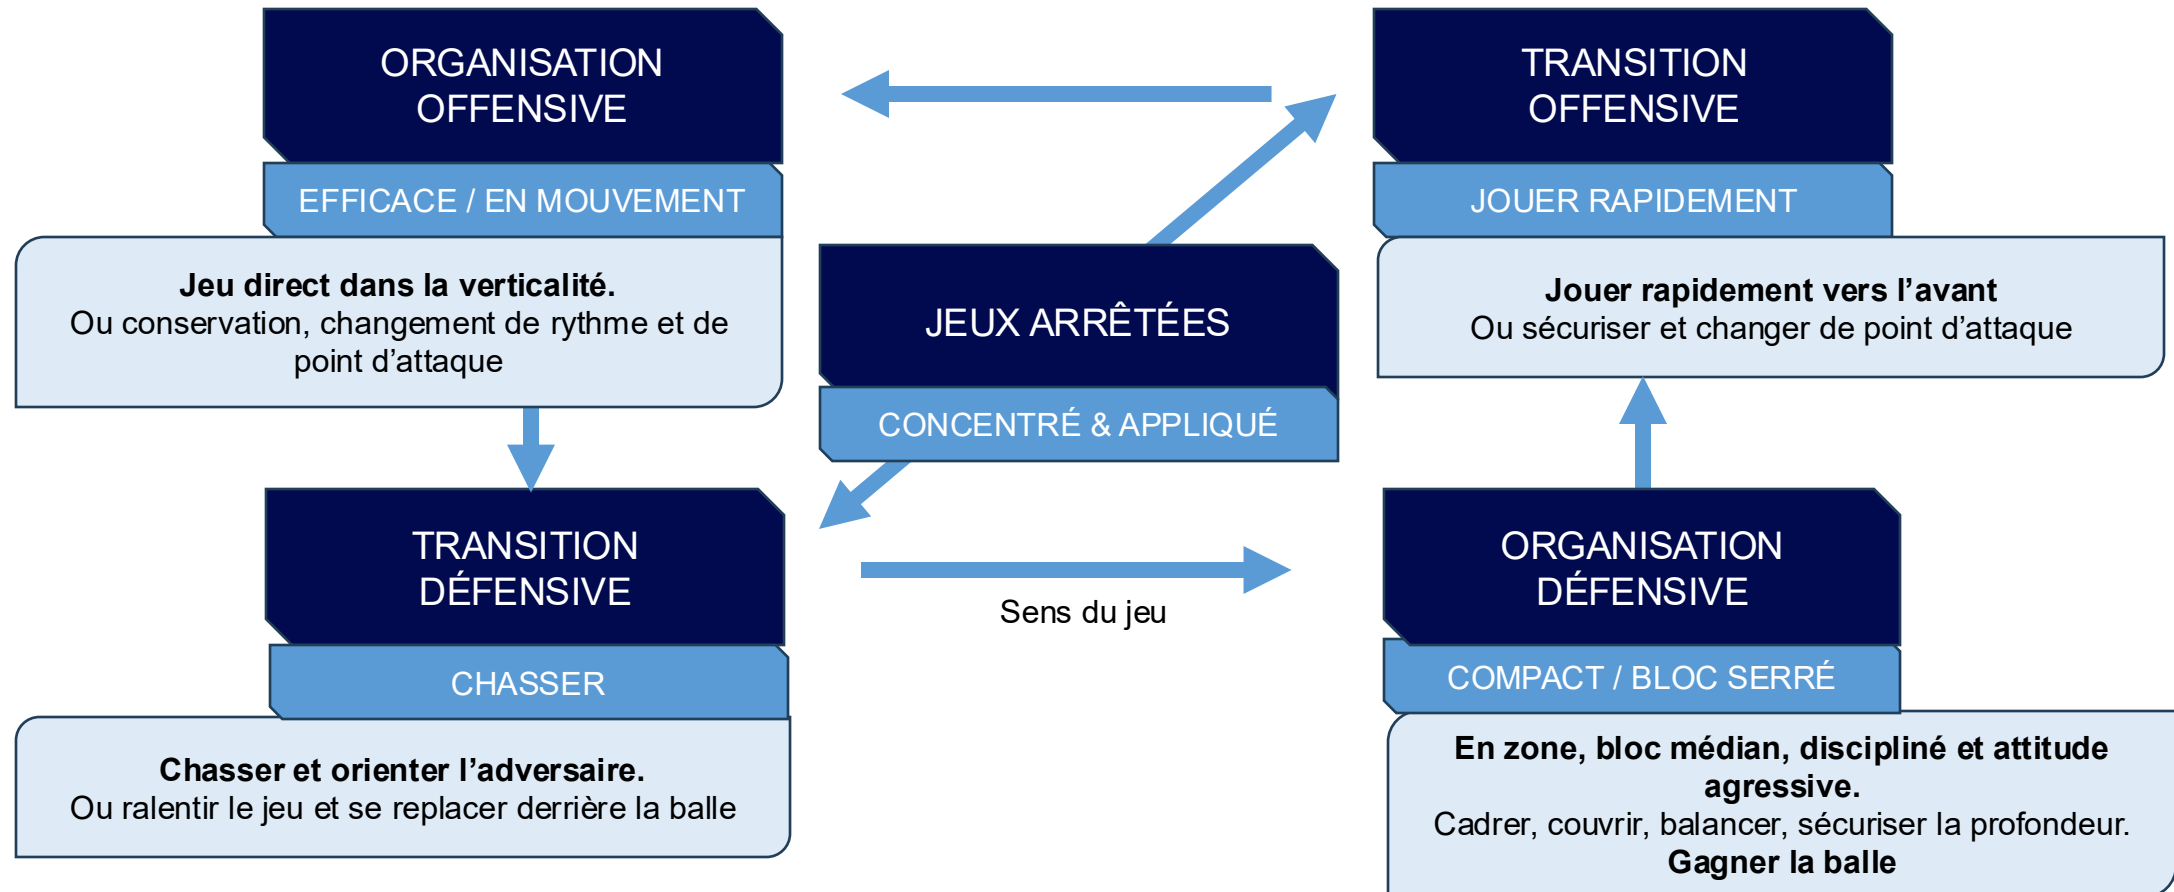 ORGANISATION
OFFENSIVE
EFFICACE / EN MOUVEMENT
Jeu direct dans la verticalité.
Ou conservation, changement de rythme et de
point d'attaque
TRANSITION
OFFENSIVE
JOUER RAPIDEMENT
Jouer rapidement vers l'avant
Ou sécuriser et changer de point d'attaque
JEUX ARRÊTÉES
CONCENTRÉ & APPLIQUÉ
TRANSITION
DÉFENSIVE
CHASSER
Chasser et orienter l'adversaire.
Ou ralentir le jeu et se replacer derrière la balle
Sens du jeu
ORGANISATION
DÉFENSIVE
COMPACT / BLOC SERRÉ
En zone, bloc médian, discipliné et attitude
agressive.
Cadrer, couvrir, balancer, sécuriser la profondeur.
Gagner la balle